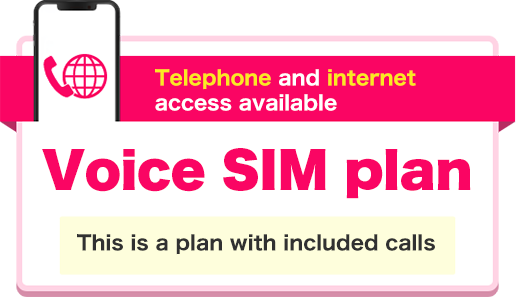 Telephone and internet
access available
Voice SIM plan
This is a plan with included calls